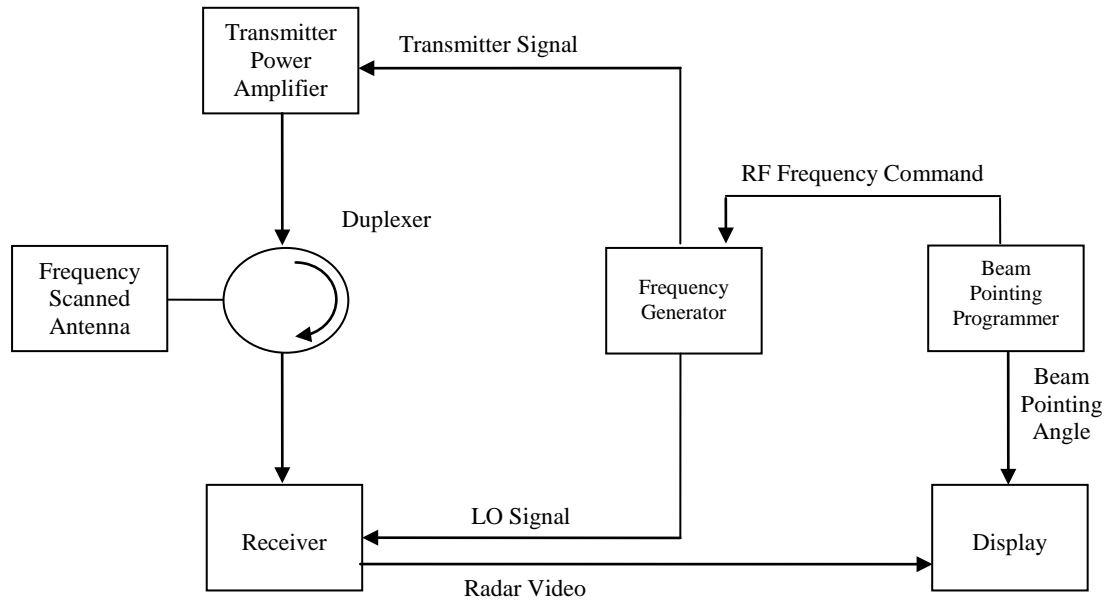 Transmitter
Power
Amplifier
Transmitter Signal
RF Frequency Command
Duplexer
Frequency
Scanned
Antenna
Frequency
Generator
Beam
Pointing
Programmer
Beam
Pointing
Angle
Receiver
LO Signal
Display
Radar Video